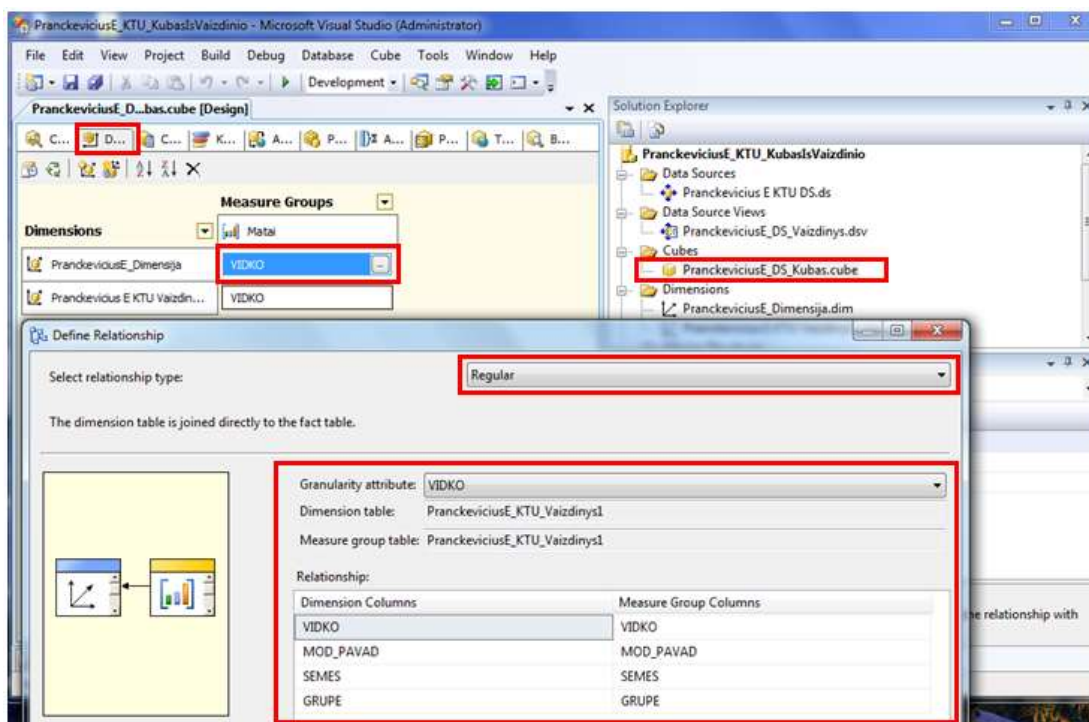 PranckeviciusE_KTU_KubasIsVaizdinio - Microsoft Visual Studio (Administrator)
File Edit View Project Build Debug Database Cube Tools Window Help
Development
PranckeviciusE_D...bas.cube [Design]
C... D... C... K... A... P... A... P... T... B...
Measure Groups
Dimensions
Matai
PranckeviciusE_Dimensija
VIDKO
...
Pranckevicius E KTU Vaizdin...
VIDKO
Solution Explorer
PranckeviciusE_KTU_KubasIsVaizdinio
Data Sources
Pranckevicius E KTU DS.ds
Data Source Views
PranckeviciusE_DS_Vaizdinys.dsv
Cubes
PranckeviciusE_DS_Kubas.cube
Dimensions
PranckeviciusE_Dimensija.dim
Define Relationship
Select relationship type:
Regular
The dimension table is joined directly to the fact table.
Granularity attribute:
VIDKO
Dimension table:
PranckeviciusE_KTU_Vaizdinys1
Measure group table:
PranckeviciusE_KTU_Vaizdinys1
Relationship:
Dimension Columns
Measure Group Columns
VIDKO
VIDKO
MOD_PAVAD
MOD_PAVAD
SEMES
SEMES
GRUPE
GRUPE
relationship with